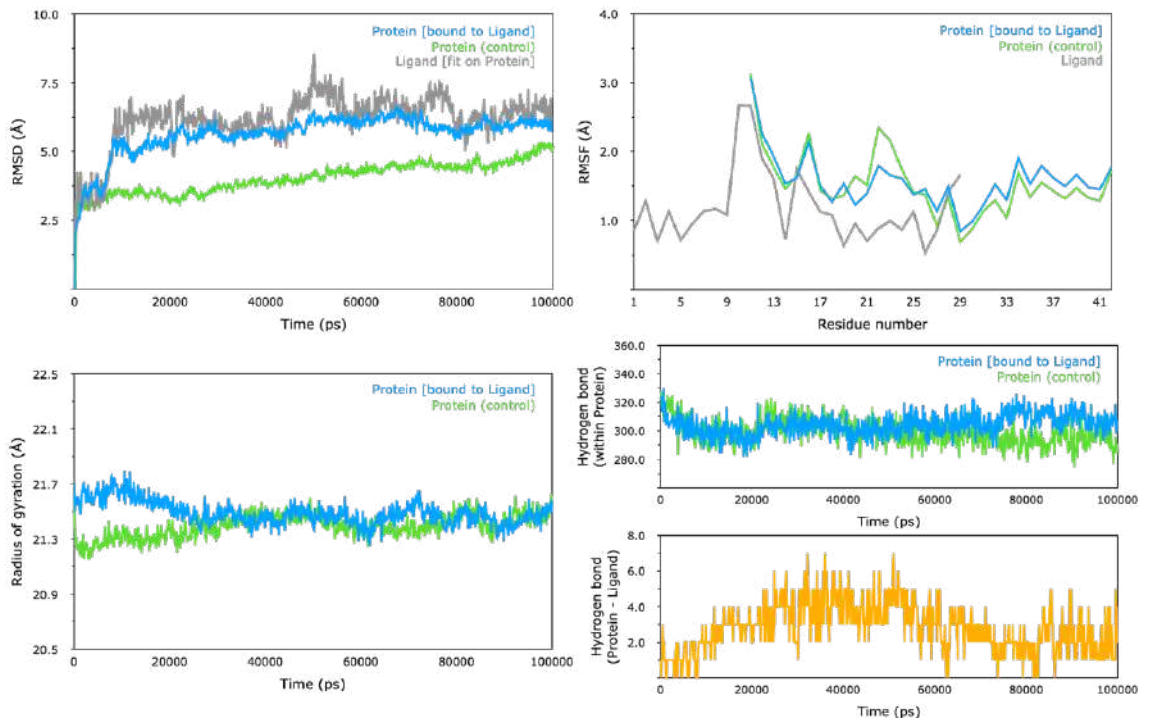 10.0
7.5
5.0
2.5
0
20000
40000
60000
80000
100000
RMSD (Å)
Time (ps)
Protein [bound to Ligand]
Protein (control)
Ligand [fit on Protein]
4.0
3.0
2.0
1.0
0
1
5
9
13
17
21
25
29
33
37
41
RMSF (Å)
Residue number
Protein [bound to Ligand]
Protein (control)
Ligand
22.5
22.1
21.7
21.3
20.9
20.5
0
20000
40000
60000
80000
100000
Radius of gyration (Å)
Time (ps)
Protein [bound to Ligand]
Protein (control)
360.0
340.0
320.0
300.0
280.0
0
20000
40000
60000
80000
100000
Hydrogen bond
(within Protein)
Time (ps)
Protein [bound to Ligand]
Protein (control)
8.0
6.0
4.0
2.0
0
20000
40000
60000
80000
100000
Hydrogen bond
(Protein - Ligand)
Time (ps)